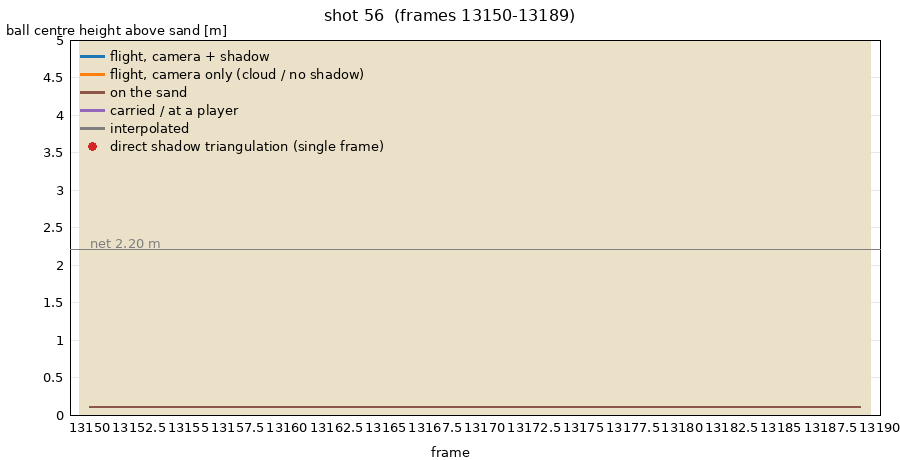 shot 56  (frames 13150-13189)
ball centre height above sand [m]
5
4.5
4
3.5
3
2.5
2
1.5
1
0.5
0
flight, camera + shadow
flight, camera only (cloud / no shadow)
on the sand
carried / at a player
interpolated
direct shadow triangulation (single frame)
net 2.20 m
13150 13152.5 13155 13157.5 13160 13162.5 13165 13167.5 13170 13172.5 13175 13177.5 13180 13182.5 13185 13187.5 13190
frame